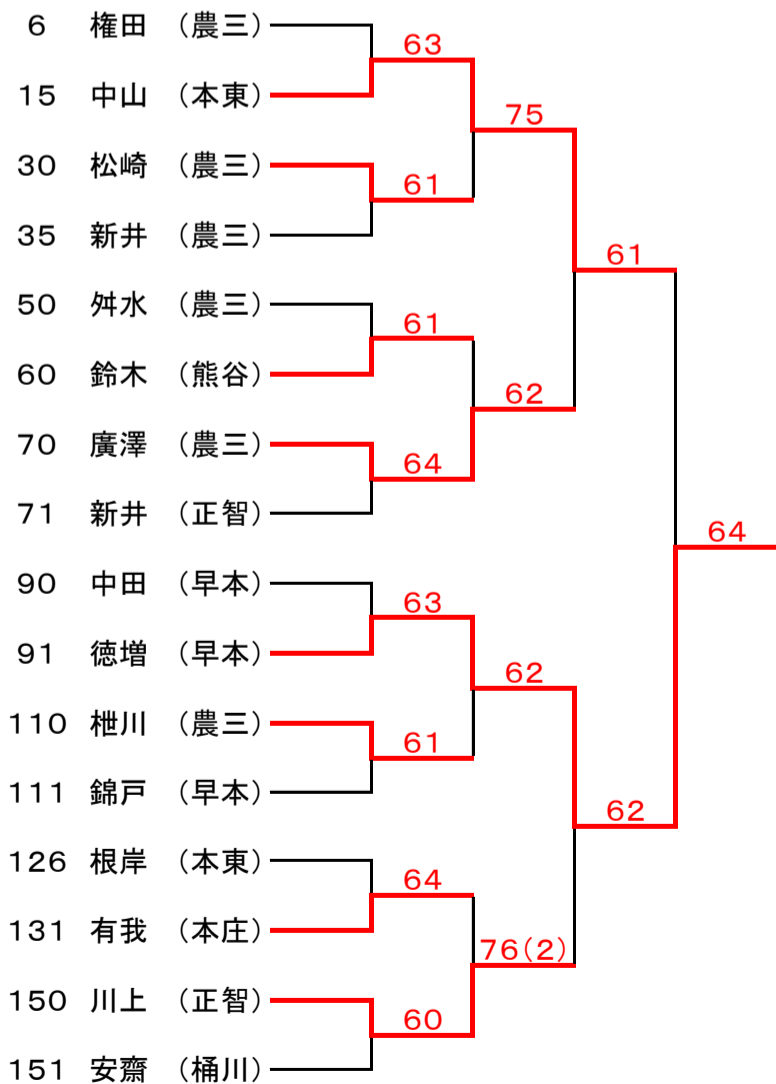 6 権田 （農三）
63
15 中山 （本東）
75
30 松崎 （農三）
61
35 新井 （農三）
61
50 舛水 （農三）
61
60 鈴木 （熊谷）
62
70 廣澤 （農三）
64
71 新井 （正智）
64
90 中田 （早本）
63
91 徳増 （早本）
62
110 枻川 （農三）
61
111 錦戸 （早本）
62
126 根岸 （本東）
64
131 有我 （本庄）
76(2)
150 川上 （正智）
60
151 安齋 （桶川）